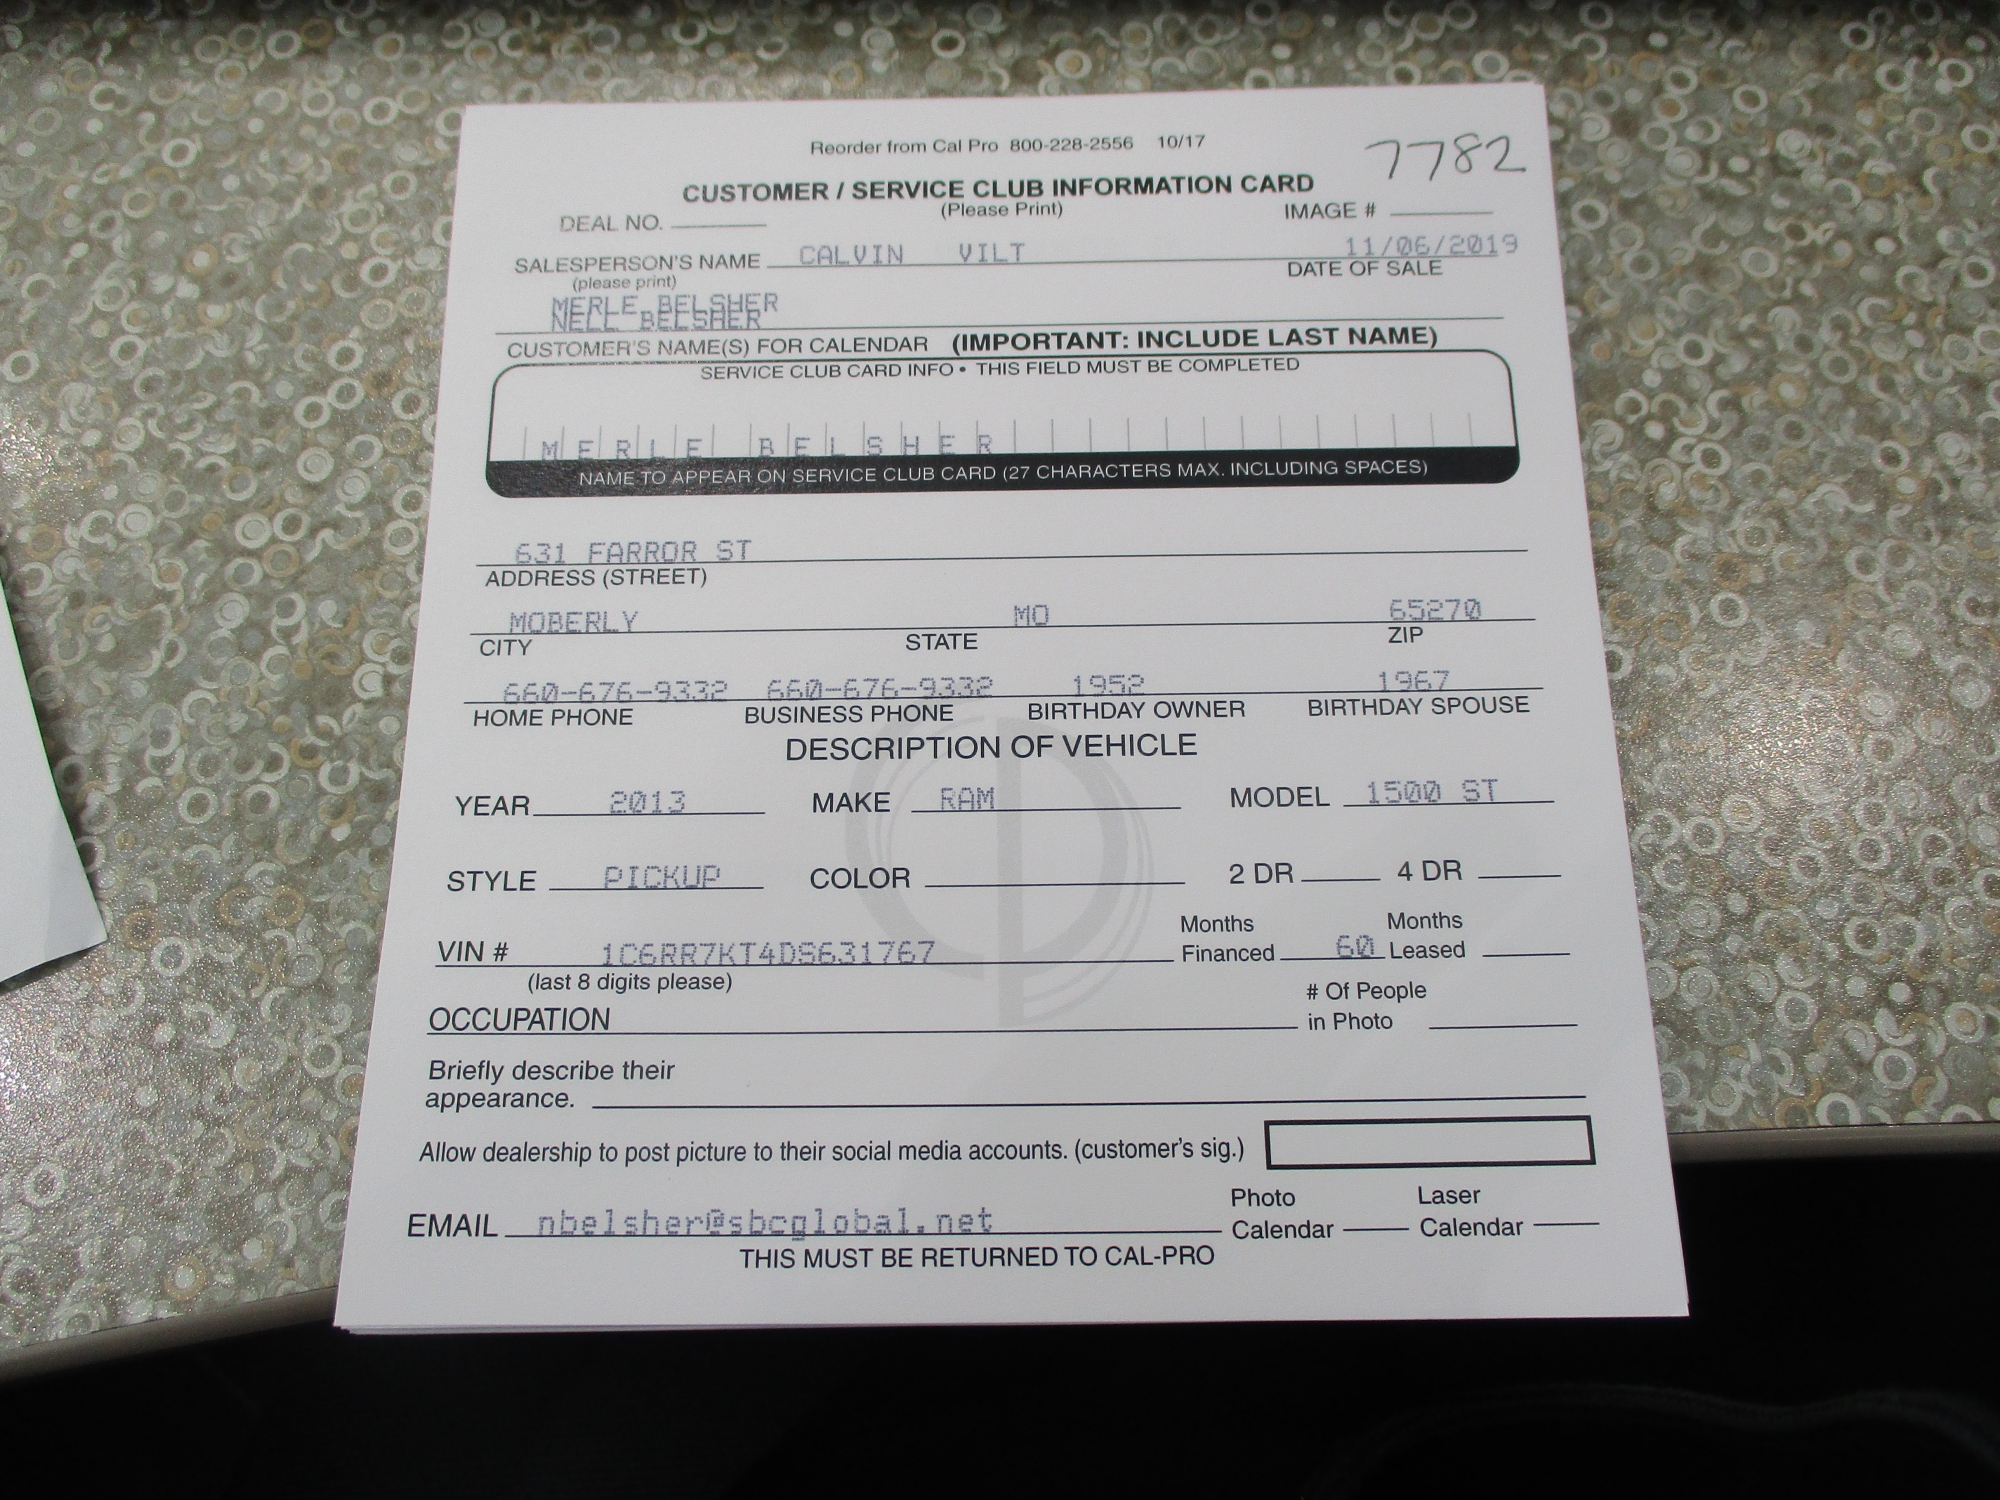 Reorder from Cal Pro 800-228-2556 10/17
7782
CUSTOMER / SERVICE CLUB INFORMATION CARD
(Please Print)
DEAL NO.
IMAGE #
SALESPERSON'S NAME CALVIN VILT 11/06/2019
(please print) DATE OF SALE
MERLE BELSHER
NELL BELSHER
CUSTOMER'S NAME(S) FOR CALENDAR (IMPORTANT: INCLUDE LAST NAME)
SERVICE CLUB CARD INFO • THIS FIELD MUST BE COMPLETED
MERLE BELSHER
NAME TO APPEAR ON SERVICE CLUB CARD (27 CHARACTERS MAX. INCLUDING SPACES)
631 FARROR ST
ADDRESS (STREET)
MOBERLY MO 65270
CITY STATE ZIP
660-676-9332 660-676-9332 1952 1967
HOME PHONE BUSINESS PHONE BIRTHDAY OWNER BIRTHDAY SPOUSE
DESCRIPTION OF VEHICLE
YEAR 2013 MAKE RAM MODEL 1500 ST
STYLE PICKUP COLOR 2 DR 4 DR
VIN # 1C6RR7KT4DS631767 Months Financed 60 Months Leased
(last 8 digits please)
OCCUPATION # Of People in Photo
Briefly describe their
appearance.
Allow dealership to post picture to their social media accounts. (customer's sig.)
EMAIL nbelsher@sbcglobal.net Photo Calendar Laser Calendar
THIS MUST BE RETURNED TO CAL-PRO